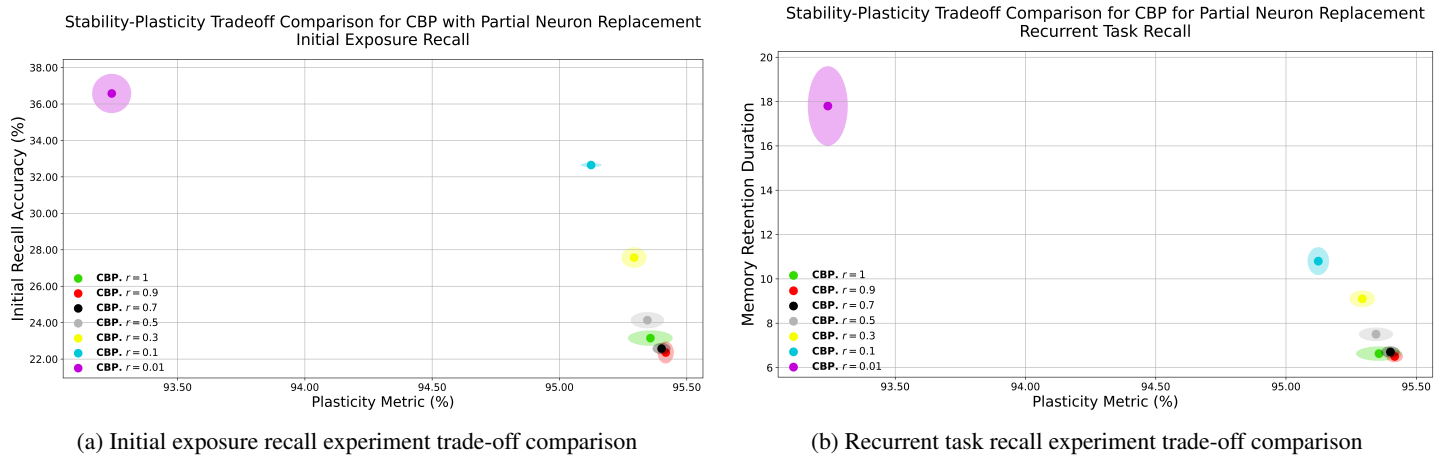 Stability-Plasticity Tradeoff Comparison for CBP with Partial Neuron Replacement
Initial Exposure Recall
Initial Recall Accuracy (%)
38.00
36.00
34.00
32.00
30.00
28.00
26.00
24.00
22.00
CBP. r = 1
CBP. r = 0.9
CBP. r = 0.7
CBP. r = 0.5
CBP. r = 0.3
CBP. r = 0.1
CBP. r = 0.01
93.50 94.00 94.50 95.00 95.50
Plasticity Metric (%)
(a) Initial exposure recall experiment trade-off comparison
Stability-Plasticity Tradeoff Comparison for CBP for Partial Neuron Replacement
Recurrent Task Recall
Memory Retention Duration
20
18
16
14
12
10
8
6
CBP. r = 1
CBP. r = 0.9
CBP. r = 0.7
CBP. r = 0.5
CBP. r = 0.3
CBP. r = 0.1
CBP. r = 0.01
93.50 94.00 94.50 95.00 95.50
Plasticity Metric (%)
(b) Recurrent task recall experiment trade-off comparison